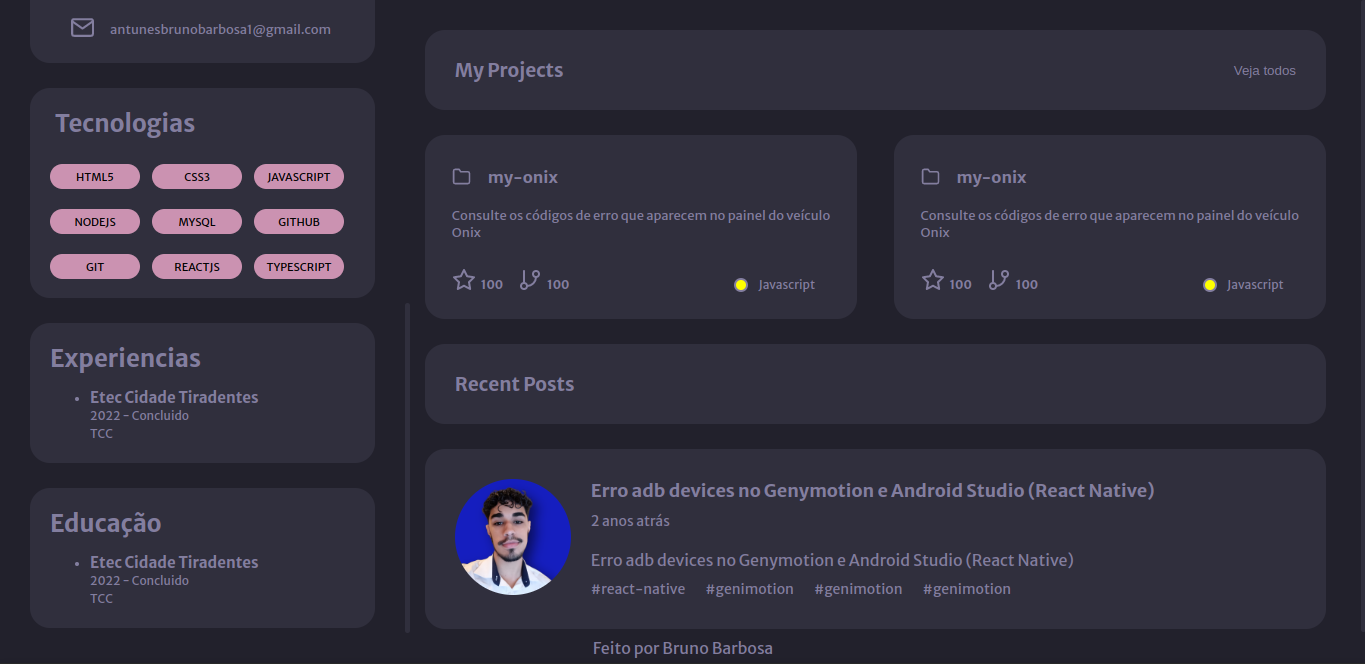 antunesbrunobarbosa1@gmail.com
Tecnologias
HTML5 CSS3 JAVASCRIPT
NODEJS MYSQL GITHUB
GIT REACTJS TYPESCRIPT
Experiencias
Etec Cidade Tiradentes
2022 - Concluido
TCC
Educação
Etec Cidade Tiradentes
2022 - Concluido
TCC
My Projects Veja todos
my-onix
Consulte os códigos de erro que aparecem no painel do veículo
Onix
100 100 Javascript
my-onix
Consulte os códigos de erro que aparecem no painel do veículo
Onix
100 100 Javascript
Recent Posts
Erro adb devices no Genymotion e Android Studio (React Native)
2 anos atrás
Erro adb devices no Genymotion e Android Studio (React Native)
#react-native #genimotion #genimotion #genimotion
Feito por Bruno Barbosa